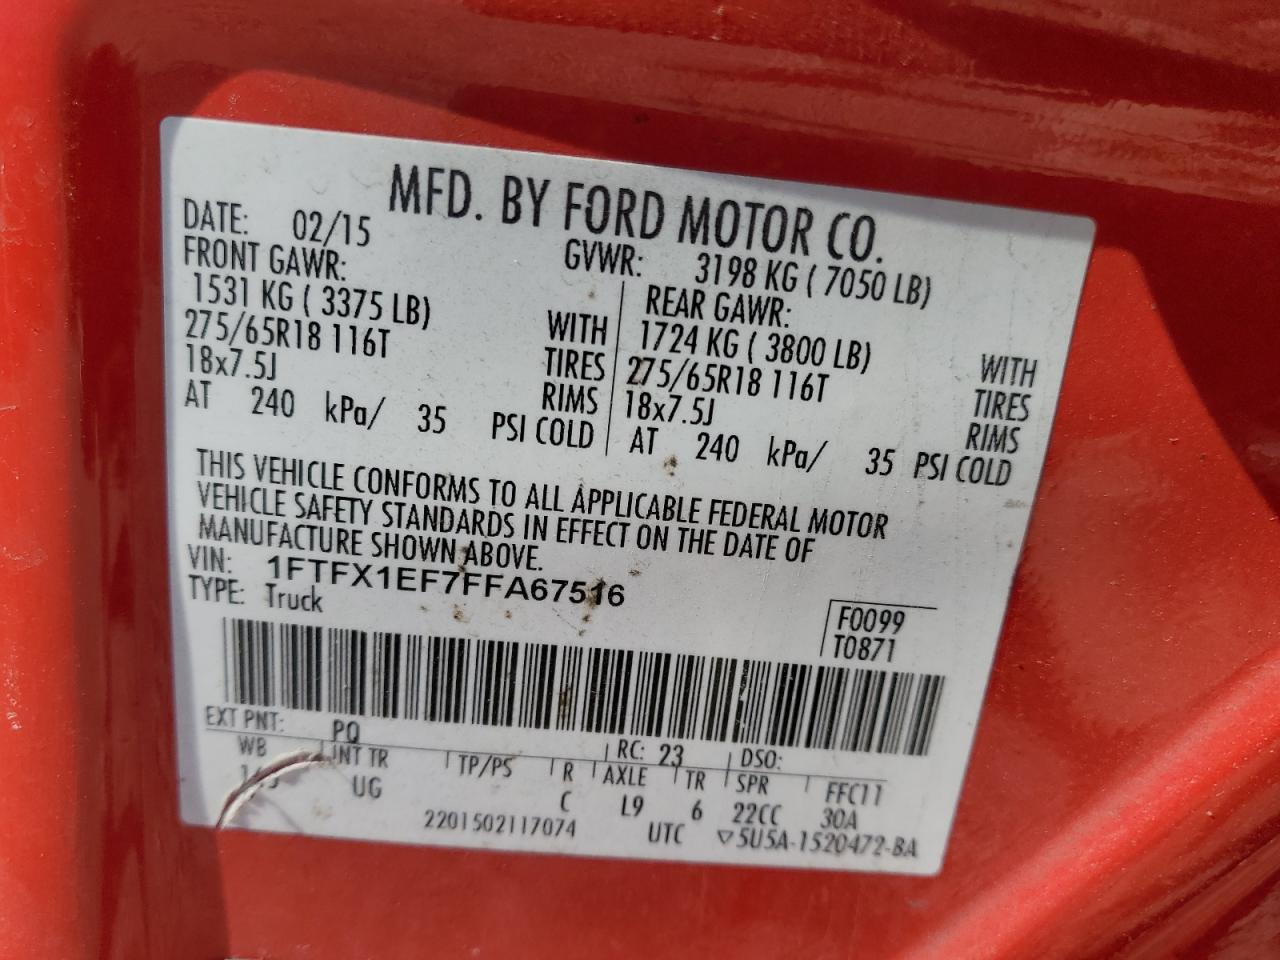 MFD. BY FORD MOTOR CO.
DATE: 02/15
GVWR: 3198 KG ( 7050 LB)
FRONT GAWR:
1531 KG ( 3375 LB) WITH
275/65R18 116T TIRES
18x7.5J RIMS
AT 240 kPa/ 35 PSI COLD
REAR GAWR:
1724 KG ( 3800 LB) WITH
275/65R18 116T TIRES
18x7.5J RIMS
AT 240 kPa/ 35 PSI COLD
THIS VEHICLE CONFORMS TO ALL APPLICABLE FEDERAL MOTOR
VEHICLE SAFETY STANDARDS IN EFFECT ON THE DATE OF
MANUFACTURE SHOWN ABOVE.
VIN: 1FTFX1EF7FFA67516
TYPE: Truck
F0099
T0871
EXT PNT: PQ RC: 23 DSO:
WB INT TR TP/PS R AXLE TR SPR FFC11
UG C L9 6 22CC 30A
2201502117074 UTC ▽5U5A-1520472-BA